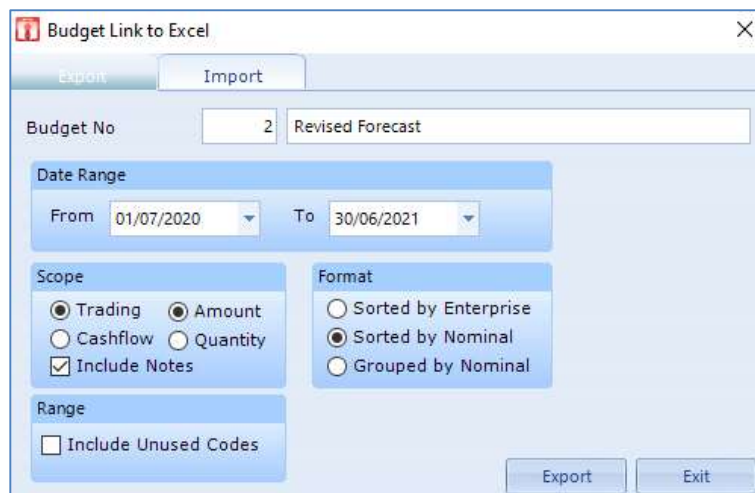 Budget Link to Excel
Export Import
Budget No 2 Revised Forecast
Date Range
From 01/07/2020 To 30/06/2021
Scope Format
Trading Amount Sorted by Enterprise
Cashflow Quantity Sorted by Nominal
Include Notes Grouped by Nominal
Range
Include Unused Codes
Export Exit